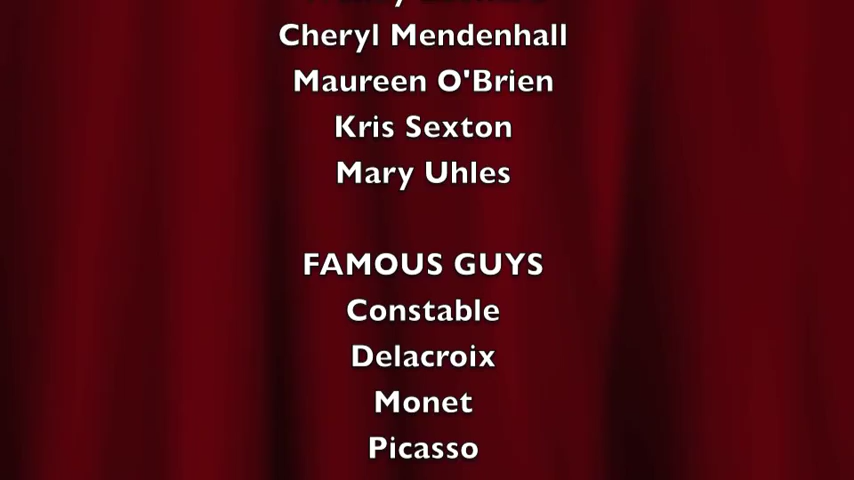 Cheryl Mendenhall
Maureen O'Brien
Kris Sexton
Mary Uhles
FAMOUS GUYS
Constable
Delacroix
Monet
Picasso